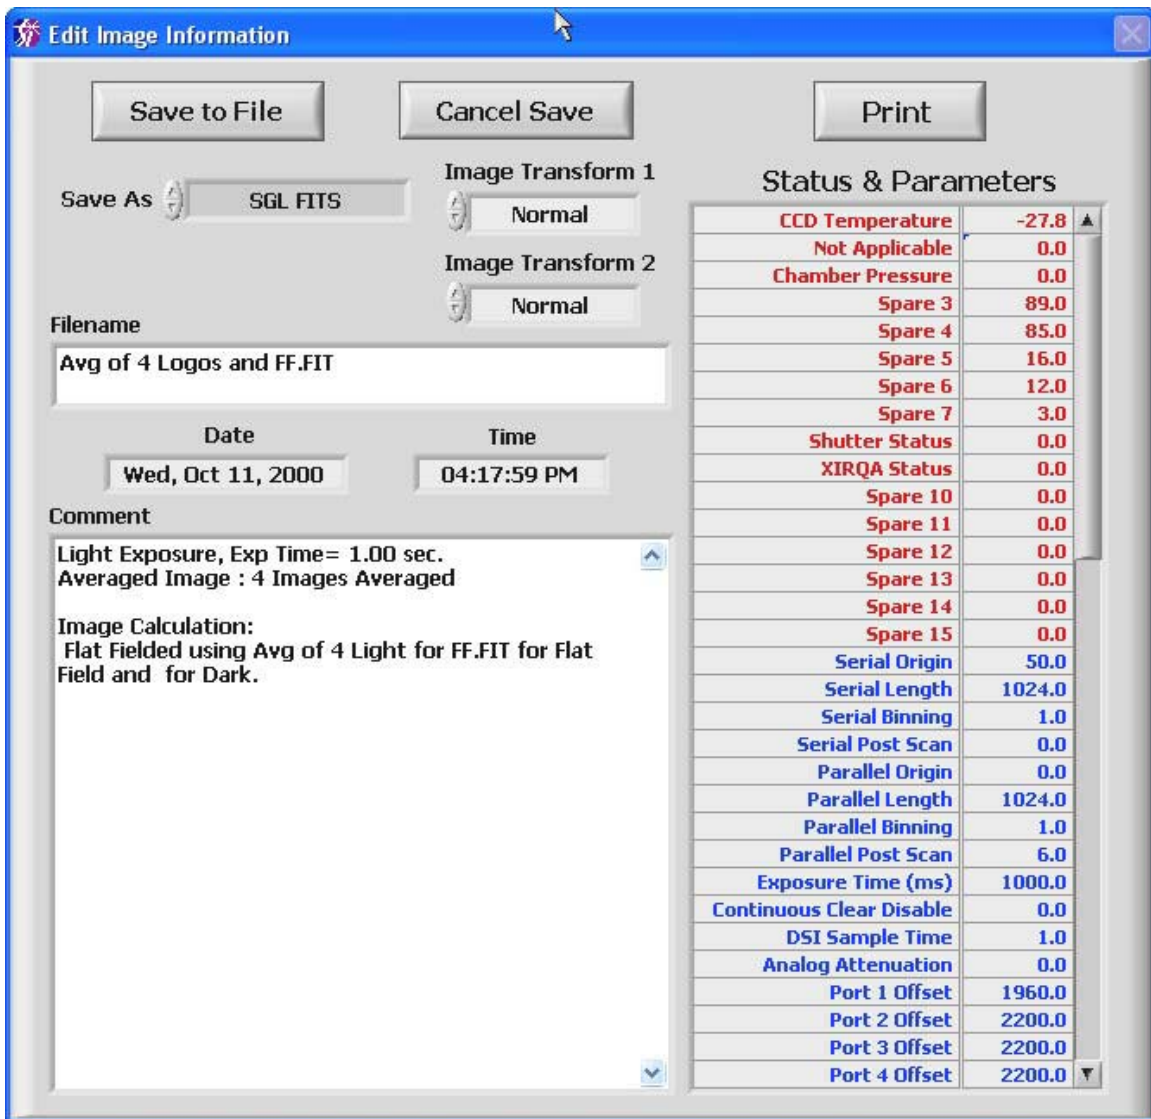 Edit Image Information
Save to File
Cancel Save
Print
Save As
SGL FITS
Image Transform 1
Normal
Image Transform 2
Normal
Filename
Avg of 4 Logos and FF.FIT
Date
Time
Wed, Oct 11, 2000
04:17:59 PM
Comment
Light Exposure, Exp Time= 1.00 sec.
Averaged Image : 4 Images Averaged
Image Calculation:
Flat Fielded using Avg of 4 Light for FF.FIT for Flat
Field and  for Dark.
Status & Parameters
CCD Temperature -27.8
Not Applicable 0.0
Chamber Pressure 0.0
Spare 3 89.0
Spare 4 85.0
Spare 5 16.0
Spare 6 12.0
Spare 7 3.0
Shutter Status 0.0
XIRQA Status 0.0
Spare 10 0.0
Spare 11 0.0
Spare 12 0.0
Spare 13 0.0
Spare 14 0.0
Spare 15 0.0
Serial Origin 50.0
Serial Length 1024.0
Serial Binning 1.0
Serial Post Scan 0.0
Parallel Origin 0.0
Parallel Length 1024.0
Parallel Binning 1.0
Parallel Post Scan 6.0
Exposure Time (ms) 1000.0
Continuous Clear Disable 0.0
DSI Sample Time 1.0
Analog Attenuation 0.0
Port 1 Offset 1960.0
Port 2 Offset 2200.0
Port 3 Offset 2200.0
Port 4 Offset 2200.0